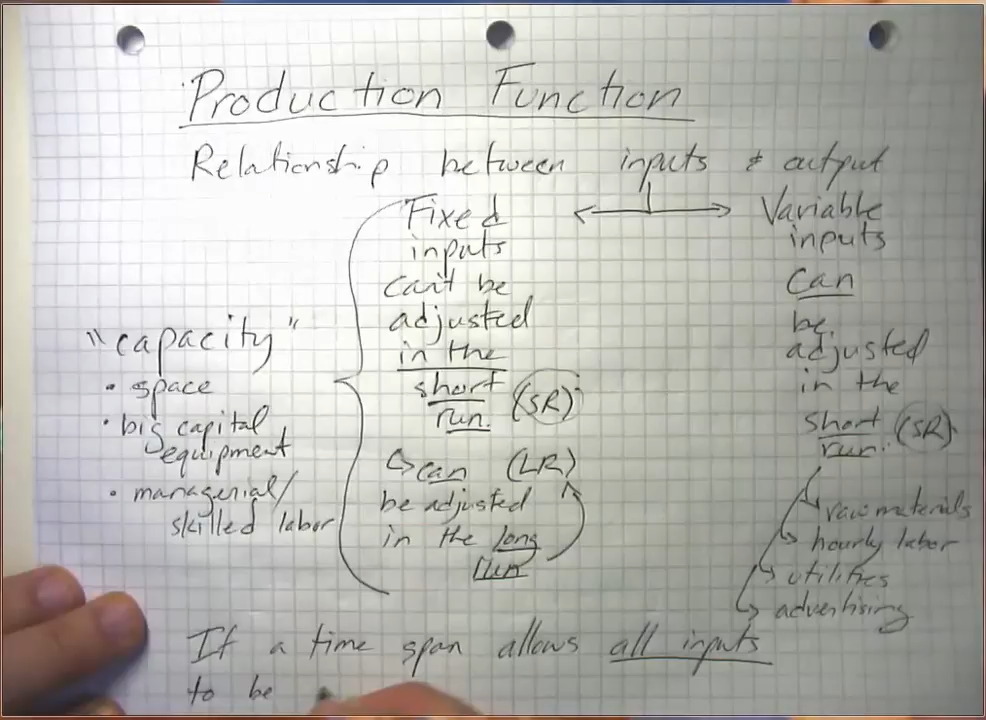 Production Function
Relationship between inputs & output
Fixed
inputs
can't be
adjusted
in the
short
run. (SR)
↳ can (LR)
be adjusted
in the long
run
"capacity"
• space
• big capital
equipment
• managerial/
skilled labor
Variable
inputs
can
be
adjusted
in the
short (SR)
run.
raw materials
hourly labor
utilities
advertising
If a time span allows all inputs
to be